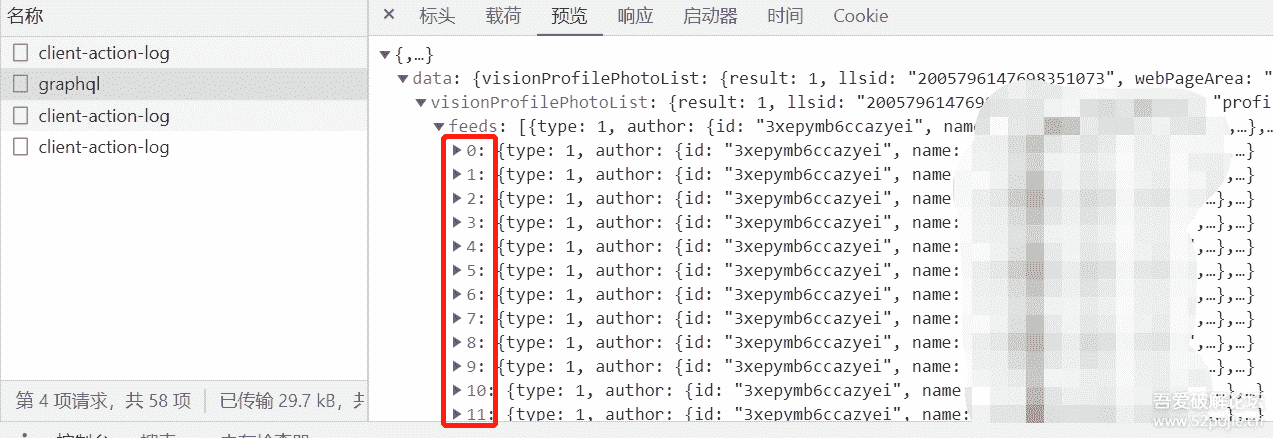 名称
× 标头 载荷 预览 响应 启动器 时间 Cookie
client-action-log
graphql
client-action-log
client-action-log
▼{,…}
▼data: {visionProfilePhotoList: {result: 1, llsid: "2005796147698351073", webPageArea: "
▼visionProfilePhotoList: {result: 1, llsid: "200579614769 "profi
▼feeds: [{type: 1, author: {id: "3xepymb6ccazyei", nam ,…},…
▶0: {type: 1, author: {id: "3xepymb6ccazyei", name: ,…}
▶1: {type: 1, author: {id: "3xepymb6ccazyei", name ,…},…}
▶2: {type: 1, author: {id: "3xepymb6ccazyei", name: …},…}
▶3: {type: 1, author: {id: "3xepymb6ccazyei", name: ,…},…}
▶4: {type: 1, author: {id: "3xepymb6ccazyei", name: ,…},…}
▶5: {type: 1, author: {id: "3xepymb6ccazyei", name: ,…},…}
▶6: {type: 1, author: {id: "3xepymb6ccazyei", name: ,…},…}
▶7: {type: 1, author: {id: "3xepymb6ccazyei", name: ,…},…}
▶8: {type: 1, author: {id: "3xepymb6ccazyei", name: ,…},…}
▶9: {type: 1, author: {id: "3xepymb6ccazyei", name: ,…},…}
▶10: {type: 1, author: {id: "3xepymb6ccazyei", name },…}
▶11: {type: 1, author: {id: "3xepymb6ccazyei", name: …},…}
第 4 项请求，共 58 项 已传输 29.7 kB，
吾爱破解论坛
www.52pojie.cn